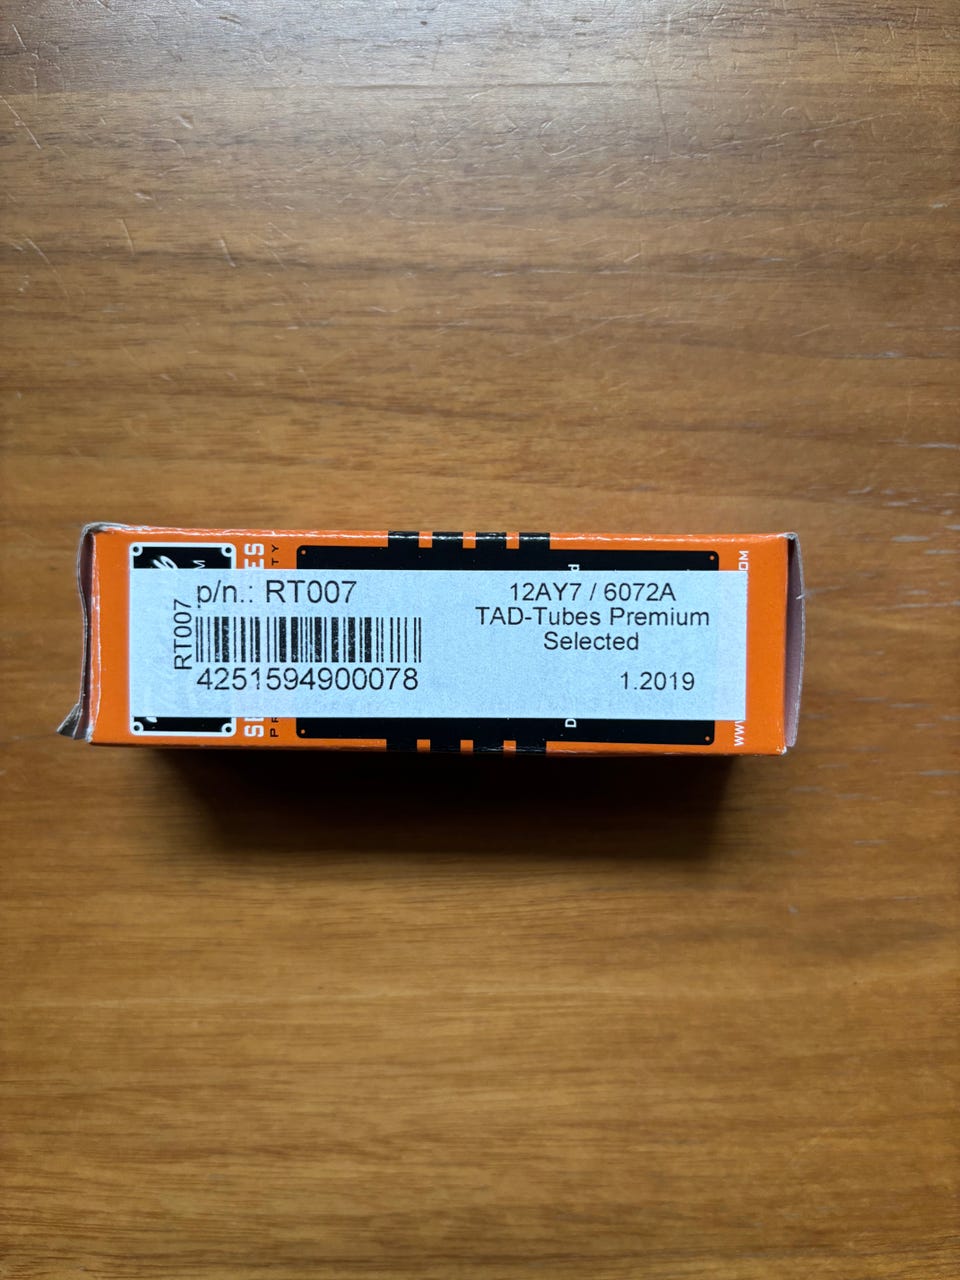 p/n.: RT007
RT007
4251594900078
12AY7 / 6072A
TAD-Tubes Premium
Selected
1.2019